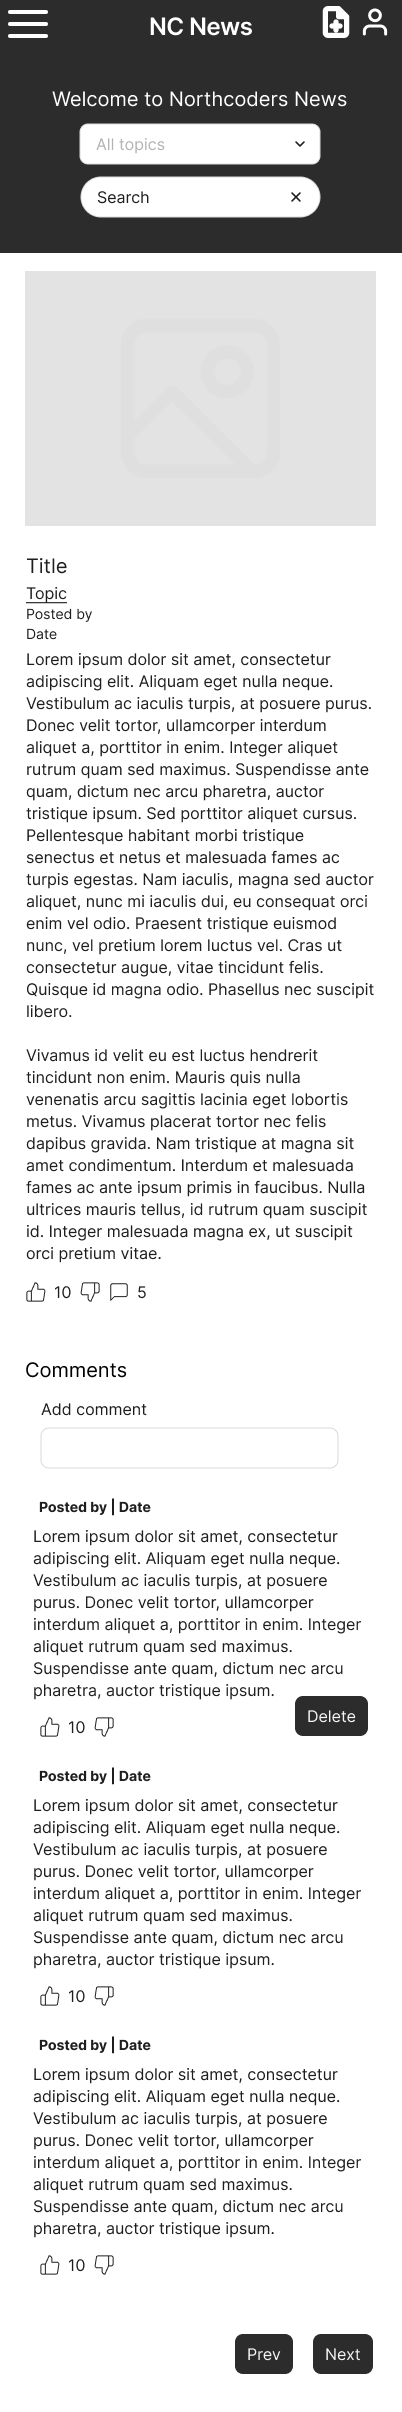 NC News
Welcome to Northcoders News
All topics
Search
Title
Topic
Posted by
Date
Lorem ipsum dolor sit amet, consectetur
adipiscing elit. Aliquam eget nulla neque.
Vestibulum ac iaculis turpis, at posuere purus.
Donec velit tortor, ullamcorper interdum
aliquet a, porttitor in enim. Integer aliquet
rutrum quam sed maximus. Suspendisse ante
quam, dictum nec arcu pharetra, auctor
tristique ipsum. Sed porttitor aliquet cursus.
Pellentesque habitant morbi tristique
senectus et netus et malesuada fames ac
turpis egestas. Nam iaculis, magna sed auctor
aliquet, nunc mi iaculis dui, eu consequat orci
enim vel odio. Praesent tristique euismod
nunc, vel pretium lorem luctus vel. Cras ut
consectetur augue, vitae tincidunt felis.
Quisque id magna odio. Phasellus nec suscipit
libero.
Vivamus id velit eu est luctus hendrerit
tincidunt non enim. Mauris quis nulla
venenatis arcu sagittis lacinia eget lobortis
metus. Vivamus placerat tortor nec felis
dapibus gravida. Nam tristique at magna sit
amet condimentum. Interdum et malesuada
fames ac ante ipsum primis in faucibus. Nulla
ultrices mauris tellus, id rutrum quam suscipit
id. Integer malesuada magna ex, ut suscipit
orci pretium vitae.
10 5
Comments
Add comment
Posted by | Date
Lorem ipsum dolor sit amet, consectetur
adipiscing elit. Aliquam eget nulla neque.
Vestibulum ac iaculis turpis, at posuere
purus. Donec velit tortor, ullamcorper
interdum aliquet a, porttitor in enim. Integer
aliquet rutrum quam sed maximus.
Suspendisse ante quam, dictum nec arcu
pharetra, auctor tristique ipsum.
Delete
10
Posted by | Date
Lorem ipsum dolor sit amet, consectetur
adipiscing elit. Aliquam eget nulla neque.
Vestibulum ac iaculis turpis, at posuere
purus. Donec velit tortor, ullamcorper
interdum aliquet a, porttitor in enim. Integer
aliquet rutrum quam sed maximus.
Suspendisse ante quam, dictum nec arcu
pharetra, auctor tristique ipsum.
10
Posted by | Date
Lorem ipsum dolor sit amet, consectetur
adipiscing elit. Aliquam eget nulla neque.
Vestibulum ac iaculis turpis, at posuere
purus. Donec velit tortor, ullamcorper
interdum aliquet a, porttitor in enim. Integer
aliquet rutrum quam sed maximus.
Suspendisse ante quam, dictum nec arcu
pharetra, auctor tristique ipsum.
10
Prev Next